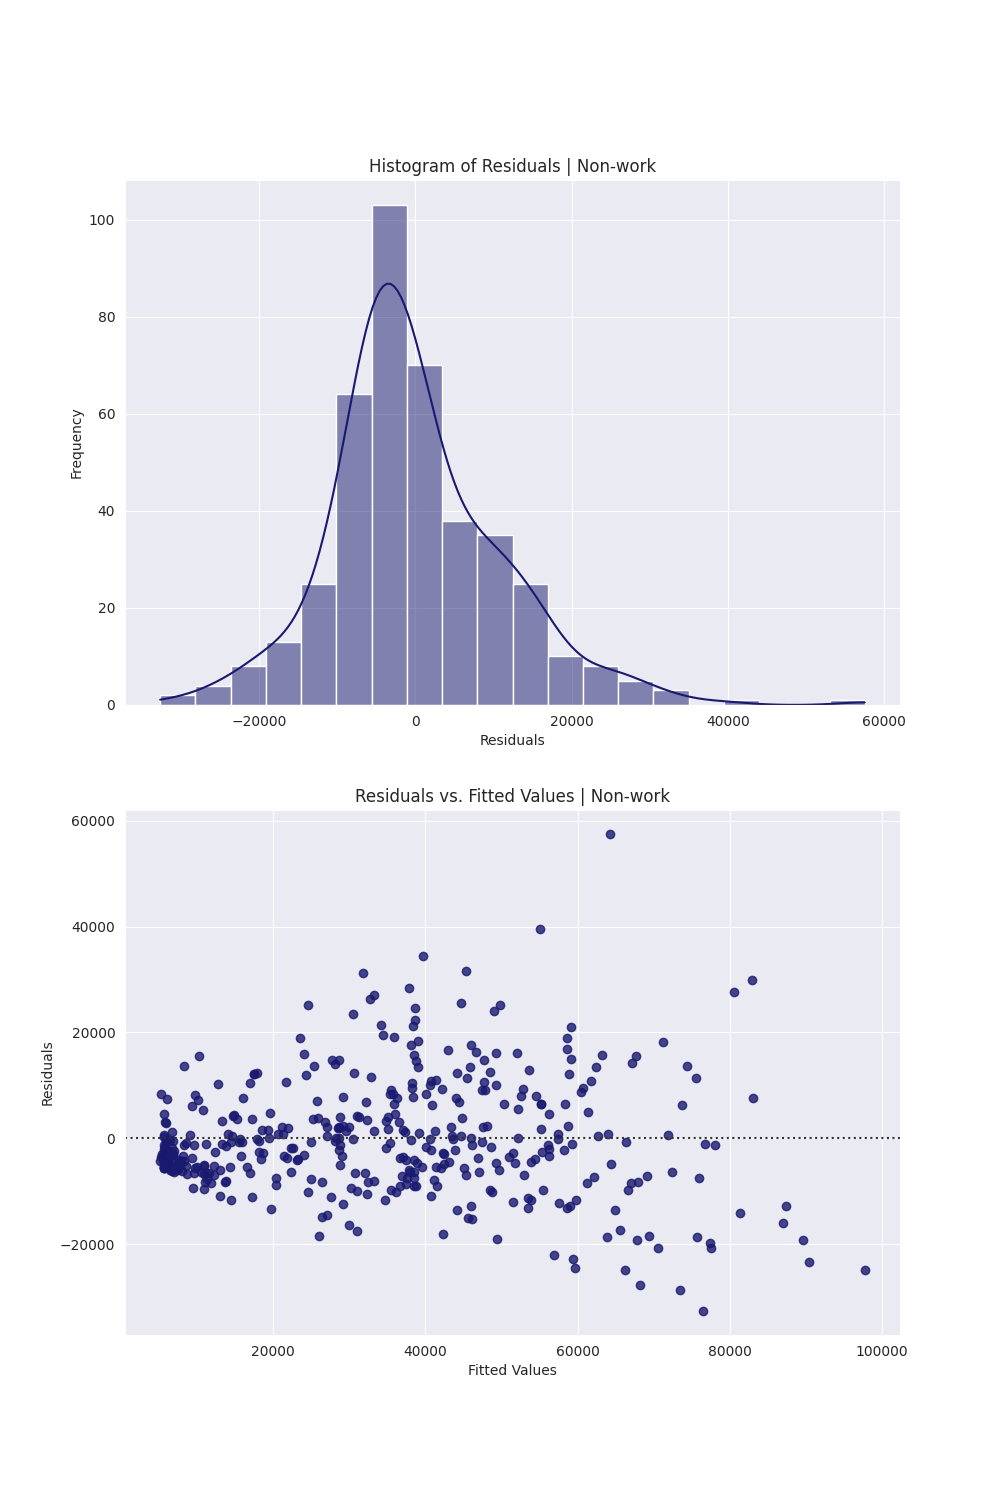 Histogram of Residuals | Non-work
100
80
60
40
20
0
Frequency
−20000 0 20000 40000 60000
Residuals
Residuals vs. Fitted Values | Non-work
60000
40000
20000
0
−20000
Residuals
20000 40000 60000 80000 100000
Fitted Values